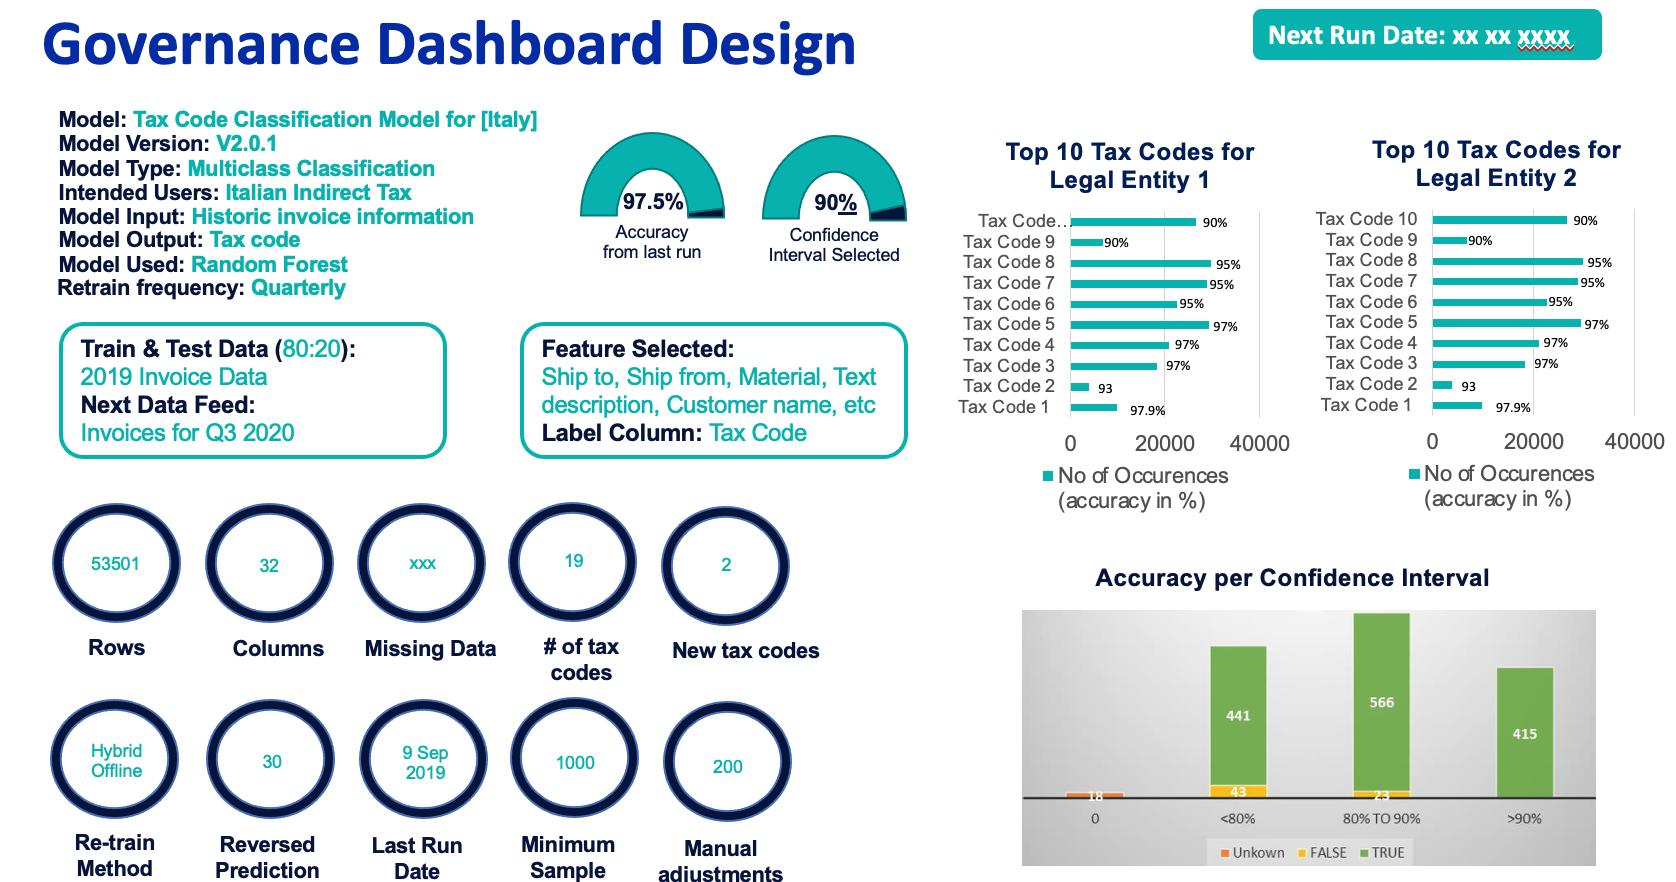 Governance Dashboard Design
Next Run Date: xx xx xxxx
Model: Tax Code Classification Model for [Italy]
Model Version: V2.0.1
Model Type: Multiclass Classification
Intended Users: Italian Indirect Tax
Model Input: Historic invoice information
Model Output: Tax code
Model Used: Random Forest
Retrain frequency: Quarterly
97.5%
Accuracy
from last run
90%
Confidence
Interval Selected
Train & Test Data (80:20):
2019 Invoice Data
Next Data Feed:
Invoices for Q3 2020
Feature Selected:
Ship to, Ship from, Material, Text
description, Customer name, etc
Label Column: Tax Code
53501
Rows
32
Columns
xxx
Missing Data
19
# of tax
codes
2
New tax codes
Hybrid
Offline
Re-train
Method
30
Reversed
Prediction
9 Sep
2019
Last Run
Date
1000
Minimum
Sample
200
Manual
adjustments
Top 10 Tax Codes for
Legal Entity 1
Tax Code... 90%
Tax Code 9 90%
Tax Code 8 95%
Tax Code 7 95%
Tax Code 6 95%
Tax Code 5 97%
Tax Code 4 97%
Tax Code 3 97%
Tax Code 2 93
Tax Code 1 97.9%
0 20000 40000
No of Occurences
(accuracy in %)
Top 10 Tax Codes for
Legal Entity 2
Tax Code 10 90%
Tax Code 9 90%
Tax Code 8 95%
Tax Code 7 95%
Tax Code 6 95%
Tax Code 5 97%
Tax Code 4 97%
Tax Code 3 97%
Tax Code 2 93
Tax Code 1 97.9%
0 20000 40000
No of Occurences
(accuracy in %)
Accuracy per Confidence Interval
441
566
415
18
43
23
0 <80% 80% TO 90% >90%
Unkown FALSE TRUE